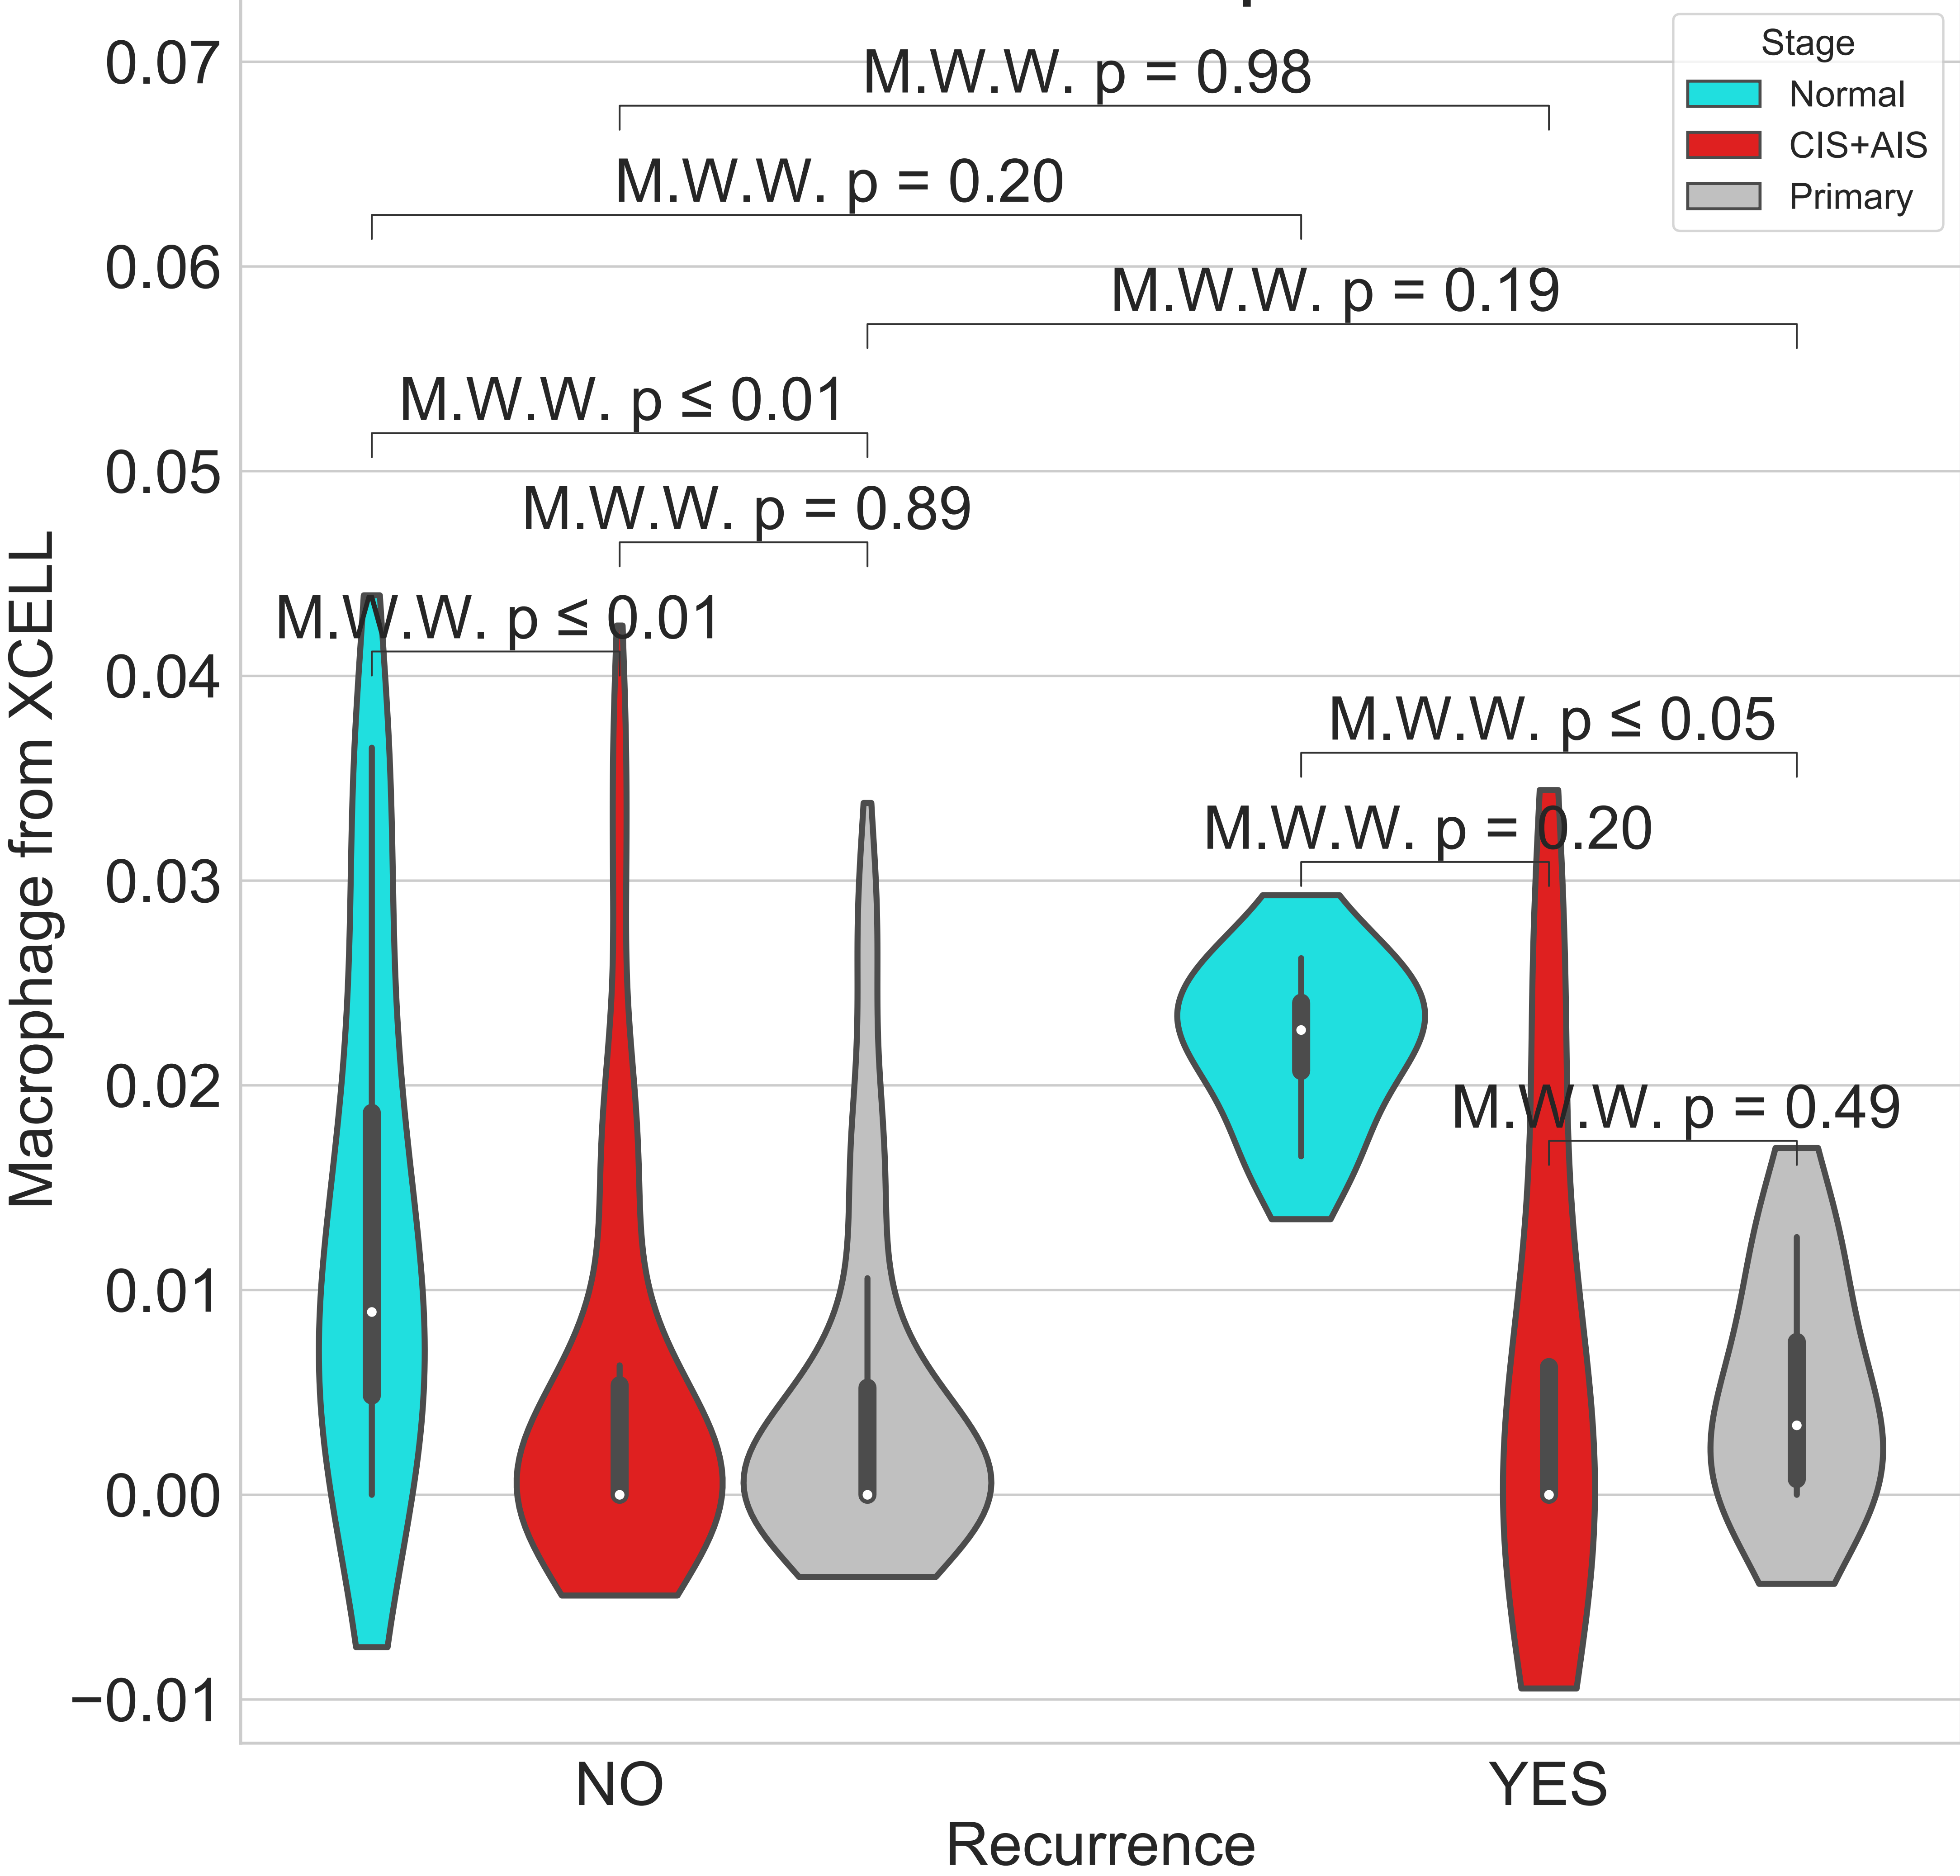 Stage
Normal
CIS+AIS
Primary
0.07
0.06
0.05
0.04
0.03
0.02
0.01
0.00
−0.01
Macrophage from XCELL
M.W.W. p = 0.98
M.W.W. p = 0.20
M.W.W. p = 0.19
M.W.W. p ≤ 0.01
M.W.W. p = 0.89
M.W.W. p ≤ 0.01
M.W.W. p ≤ 0.05
M.W.W. p = 0.20
M.W.W. p = 0.49
NO
YES
Recurrence